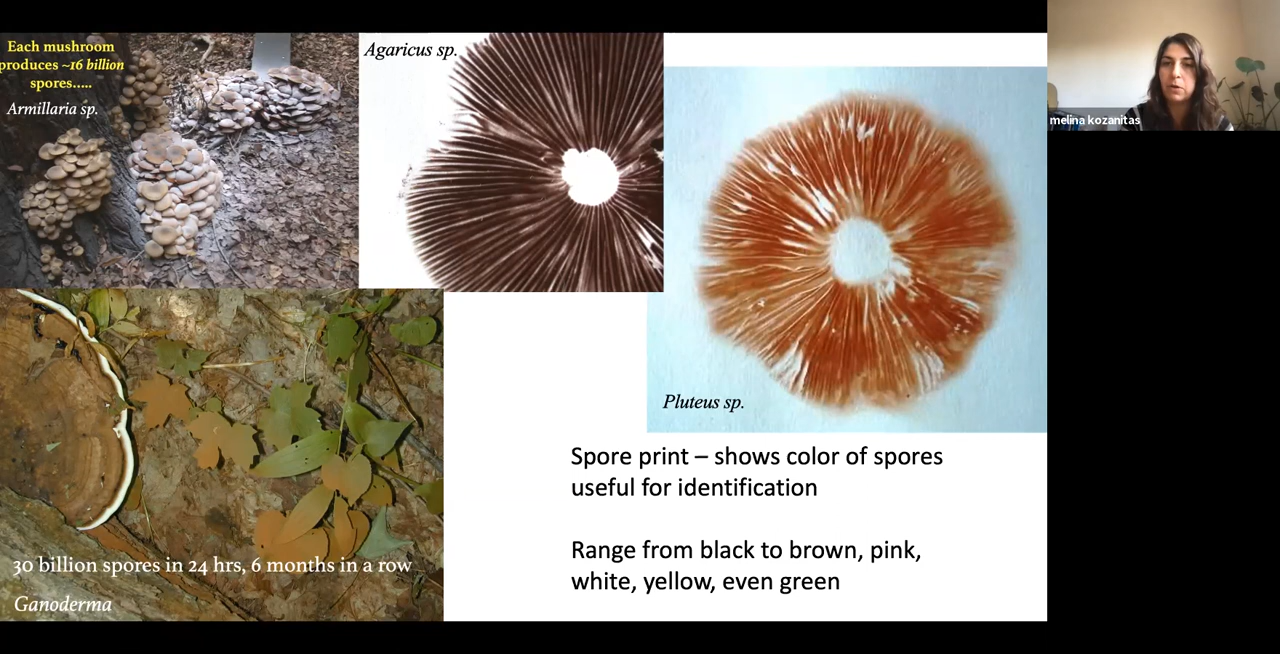 Each mushroom
produces ~16 billion
spores.....
Armillaria sp.
Agaricus sp.
melina kozanitas
Pluteus sp.
Spore print – shows color of spores
useful for identification
Range from black to brown, pink,
white, yellow, even green
30 billion spores in 24 hrs, 6 months in a row
Ganoderma